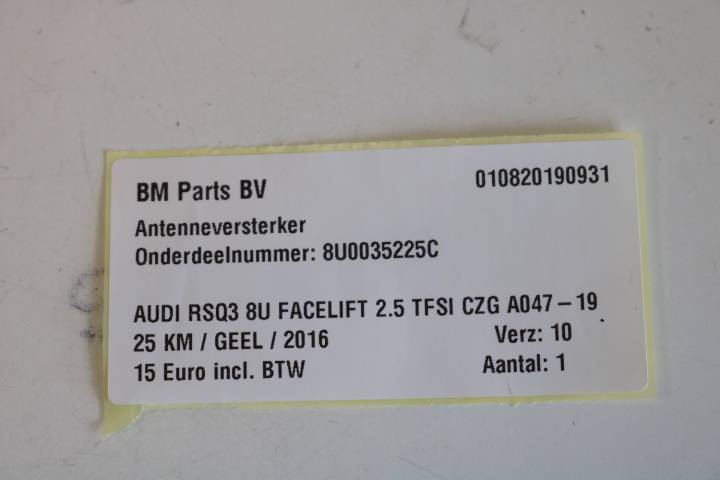 BM Parts BV 010820190931
Antenneversterker
Onderdeelnummer: 8U0035225C
AUDI RSQ3 8U FACELIFT 2.5 TFSI CZG A047-19
25 KM / GEEL / 2016 Verz: 10
15 Euro incl. BTW Aantal: 1